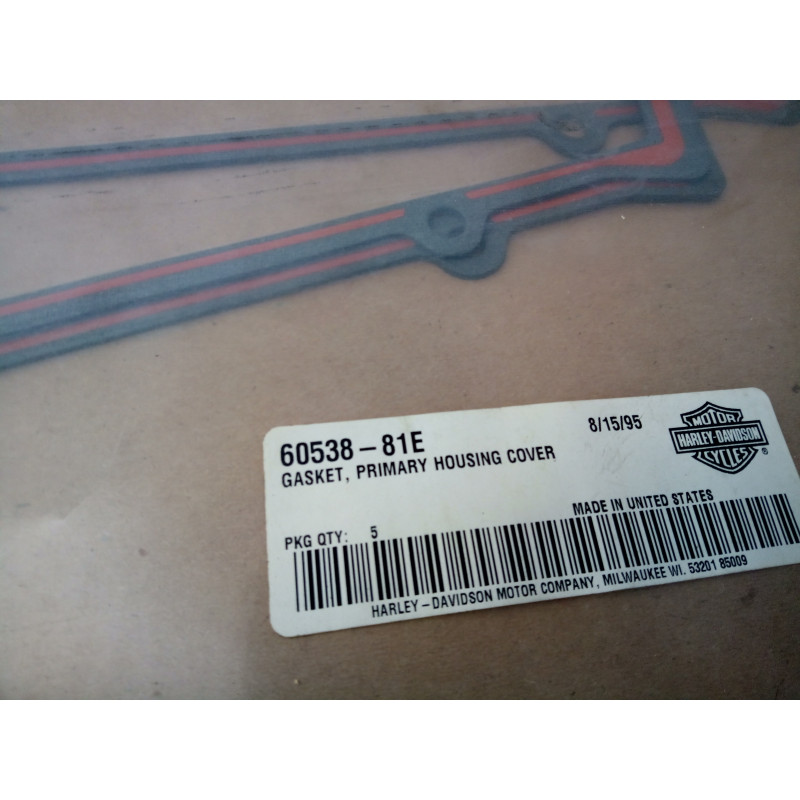 60538-81E
8/15/95
GASKET, PRIMARY HOUSING COVER
MOTOR
HARLEY-DAVIDSON
CYCLES
®
MADE IN UNITED STATES
PKG QTY: 5
HARLEY-DAVIDSON MOTOR COMPANY, MILWAUKEE WI. 53201 85009